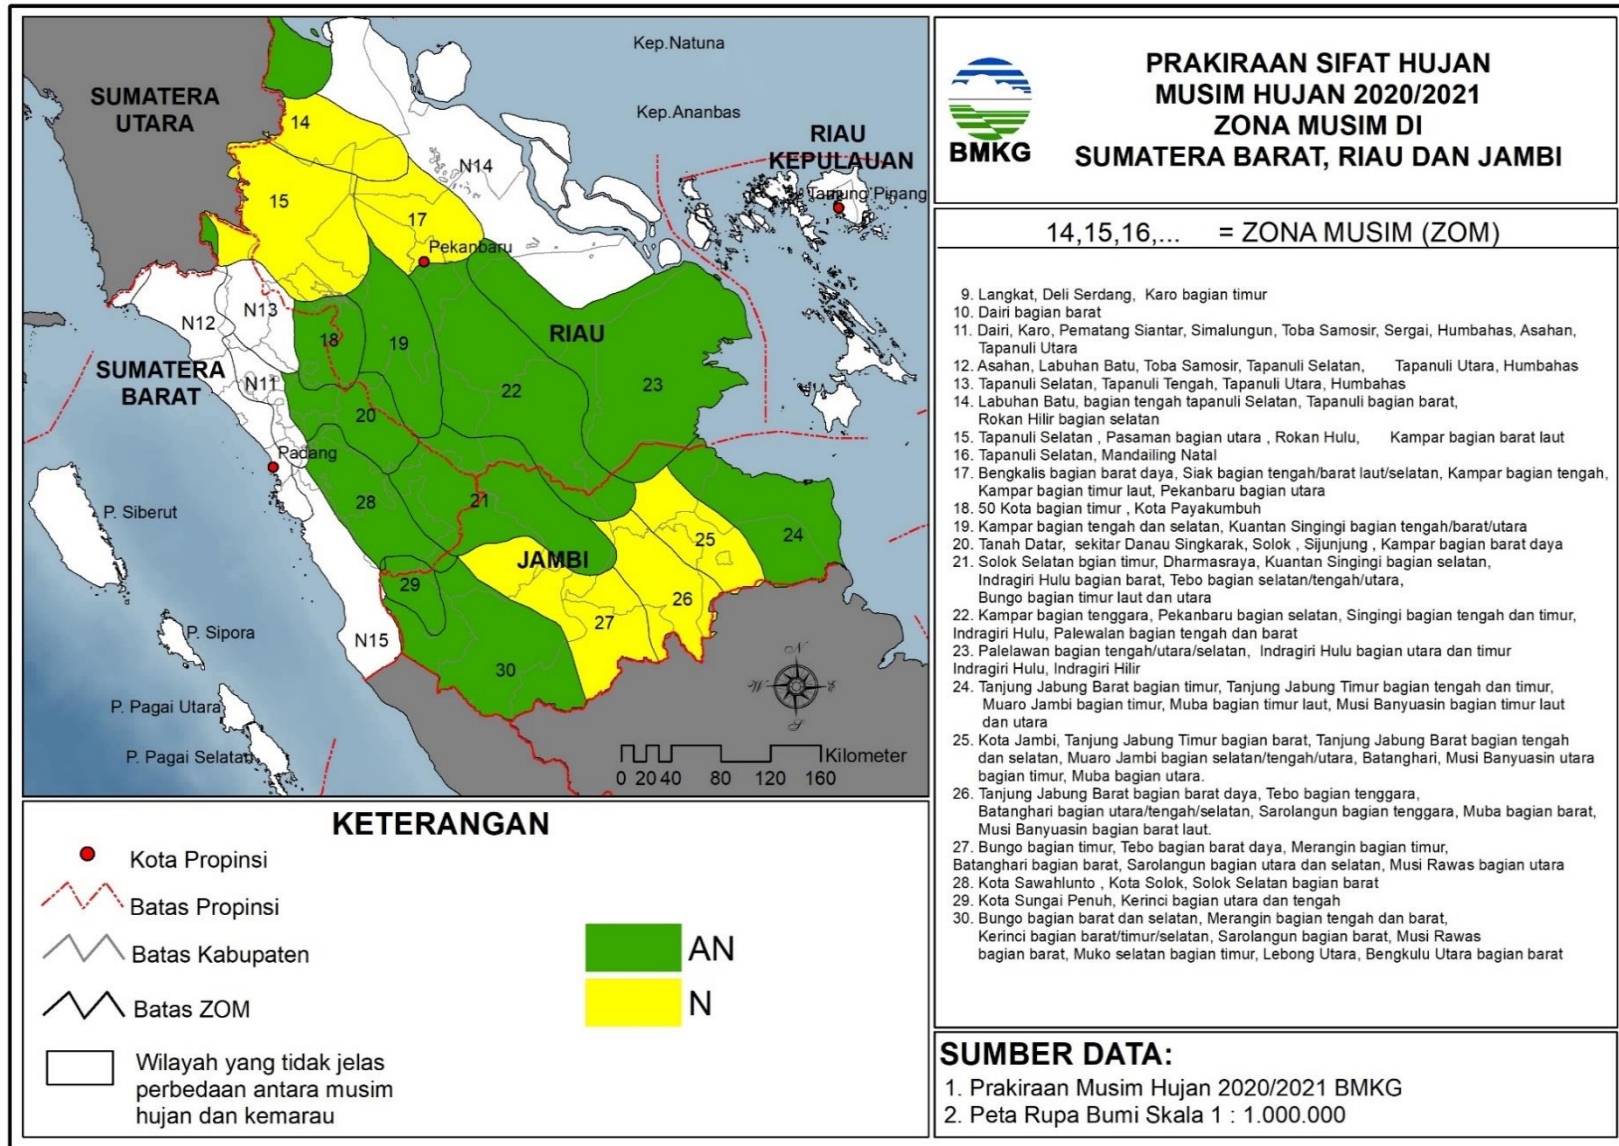 SUMATERA
UTARA
Kep.Natuna
Kep.Ananbas
RIAU
KEPULAUAN
Tanjung Pinang
14
N14
15
17
Pekanbaru
N13
N12
RIAU
18
19
SUMATERA
BARAT
N11
22
23
20
Padang
28
21
P. Siberut
JAMBI
25
24
29
26
27
P. Sipora
N15
30
P. Pagai Utara
P. Pagai Selatan
N
W
E
S
Kilometer
0 20 40 80 120 160
KETERANGAN
Kota Propinsi
Batas Propinsi
Batas Kabupaten
Batas ZOM
Wilayah yang tidak jelas
perbedaan antara musim
hujan dan kemarau
AN
N
BMKG
PRAKIRAAN SIFAT HUJAN
MUSIM HUJAN 2020/2021
ZONA MUSIM DI
SUMATERA BARAT, RIAU DAN JAMBI
14,15,16,... = ZONA MUSIM (ZOM)
9. Langkat, Deli Serdang, Karo bagian timur
10. Dairi bagian barat
11. Dairi, Karo, Pematang Siantar, Simalungun, Toba Samosir, Sergai, Humbahas, Asahan,
Tapanuli Utara
12. Asahan, Labuhan Batu, Toba Samosir, Tapanuli Selatan, Tapanuli Utara, Humbahas
13. Tapanuli Selatan, Tapanuli Tengah, Tapanuli Utara, Humbahas
14. Labuhan Batu, bagian tengah tapanuli Selatan, Tapanuli bagian barat,
Rokan Hilir bagian selatan
15. Tapanuli Selatan , Pasaman bagian utara , Rokan Hulu, Kampar bagian barat laut
16. Tapanuli Selatan, Mandailing Natal
17. Bengkalis bagian barat daya, Siak bagian tengah/barat laut/selatan, Kampar bagian tengah,
Kampar bagian timur laut, Pekanbaru bagian utara
18. 50 Kota bagian timur , Kota Payakumbuh
19. Kampar bagian tengah dan selatan, Kuantan Singingi bagian tengah/barat/utara
20. Tanah Datar, sekitar Danau Singkarak, Solok , Sijunjung , Kampar bagian barat daya
21. Solok Selatan bgian timur, Dharmasraya, Kuantan Singingi bagian selatan,
Indragiri Hulu bagian barat, Tebo bagian selatan/tengah/utara,
Bungo bagian timur laut dan utara
22. Kampar bagian tenggara, Pekanbaru bagian selatan, Singingi bagian tengah dan timur,
Indragiri Hulu, Palewalan bagian tengah dan barat
23. Palelawan bagian tengah/utara/selatan, Indragiri Hulu bagian utara dan timur
Indragiri Hulu, Indragiri Hilir
24. Tanjung Jabung Barat bagian timur, Tanjung Jabung Timur bagian tengah dan timur,
Muaro Jambi bagian timur, Muba bagian timur laut, Musi Banyuasin bagian timur laut
dan utara
25. Kota Jambi, Tanjung Jabung Timur bagian barat, Tanjung Jabung Barat bagian tengah
dan selatan, Muaro Jambi bagian selatan/tengah/utara, Batanghari, Musi Banyuasin utara
bagian timur, Muba bagian utara.
26. Tanjung Jabung Barat bagian barat daya, Tebo bagian tenggara,
Batanghari bagian utara/tengah/selatan, Sarolangun bagian tenggara, Muba bagian barat,
Musi Banyuasin bagian barat laut.
27. Bungo bagian timur, Tebo bagian barat daya, Merangin bagian timur,
Batanghari bagian barat, Sarolangun bagian utara dan selatan, Musi Rawas bagian utara
28. Kota Sawahlunto , Kota Solok, Solok Selatan bagian barat
29. Kota Sungai Penuh, Kerinci bagian utara dan tengah
30. Bungo bagian barat dan selatan, Merangin bagian tengah dan barat,
Kerinci bagian barat/timur/selatan, Sarolangun bagian barat, Musi Rawas
bagian barat, Muko selatan bagian timur, Lebong Utara, Bengkulu Utara bagian barat
SUMBER DATA:
1. Prakiraan Musim Hujan 2020/2021 BMKG
2. Peta Rupa Bumi Skala 1 : 1.000.000